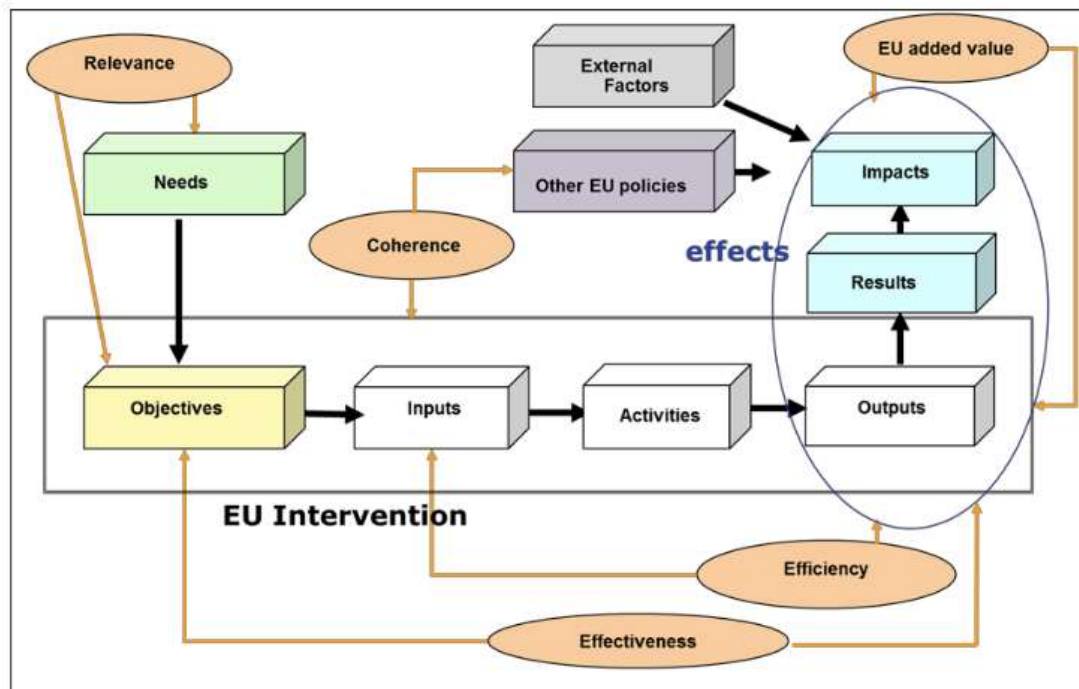 Relevance
EU added value
External
Factors
Needs
Other EU policies
Impacts
Coherence
effects
Results
Objectives
Inputs
Activities
Outputs
EU Intervention
Efficiency
Effectiveness